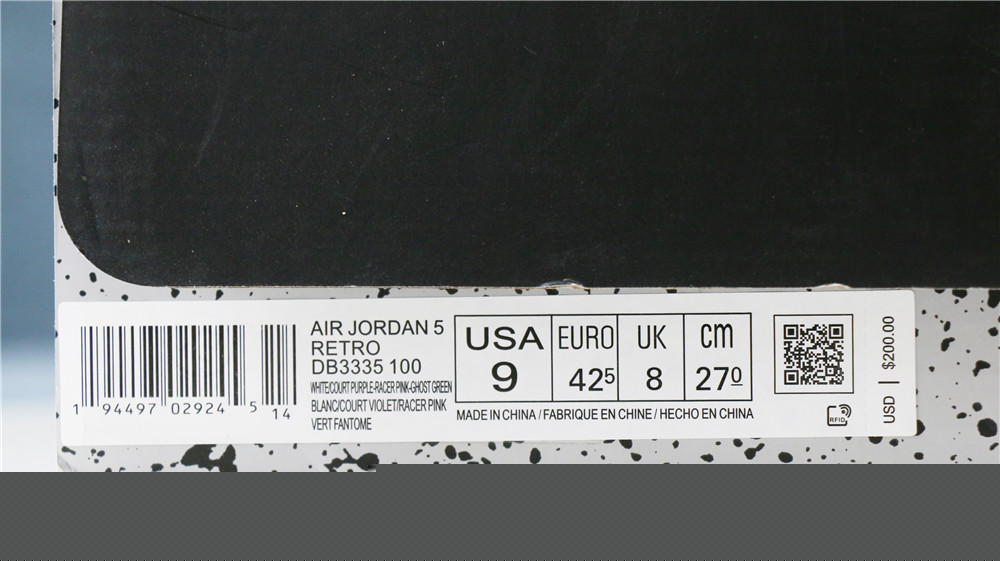 AIR JORDAN 5
RETRO
DB3335 100
WHITE/COURT PURPLE-RACER PINK-GHOST GREEN
BLANC/COURT VIOLET/RACER PINK
VERT FANTOME
1 94497 02924 5 14
USA EURO UK cm
9 425 8 270
MADE IN CHINA / FABRIQUE EN CHINE / HECHO EN CHINA
RFID
USD | $200.00